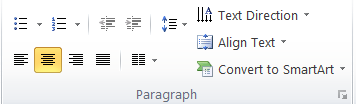 Text Direction
Align Text
Convert to SmartArt
Paragraph